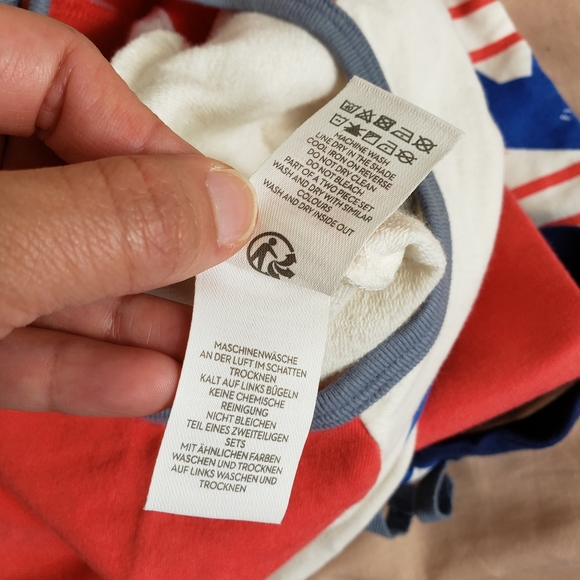 MACHINE WASH
LINE DRY IN THE SHADE
COOL IRON ON REVERSE
DO NOT DRY CLEAN
DO NOT BLEACH
PART OF A TWO PIECE SET
WASH AND DRY WITH SIMILAR
COLOURS
WASH AND DRY INSIDE OUT
MASCHINENWÄSCHE
AN DER LUFT IM SCHATTEN
TROCKNEN
KALT AUF LINKS BÜGELN
KEINE CHEMISCHE
REINIGUNG
NICHT BLEICHEN
TEIL EINES ZWEITEILIGEN
SETS
MIT ÄHNLICHEN FARBEN
WASCHEN UND TROCKNEN
AUF LINKS WASCHEN UND
TROCKNEN